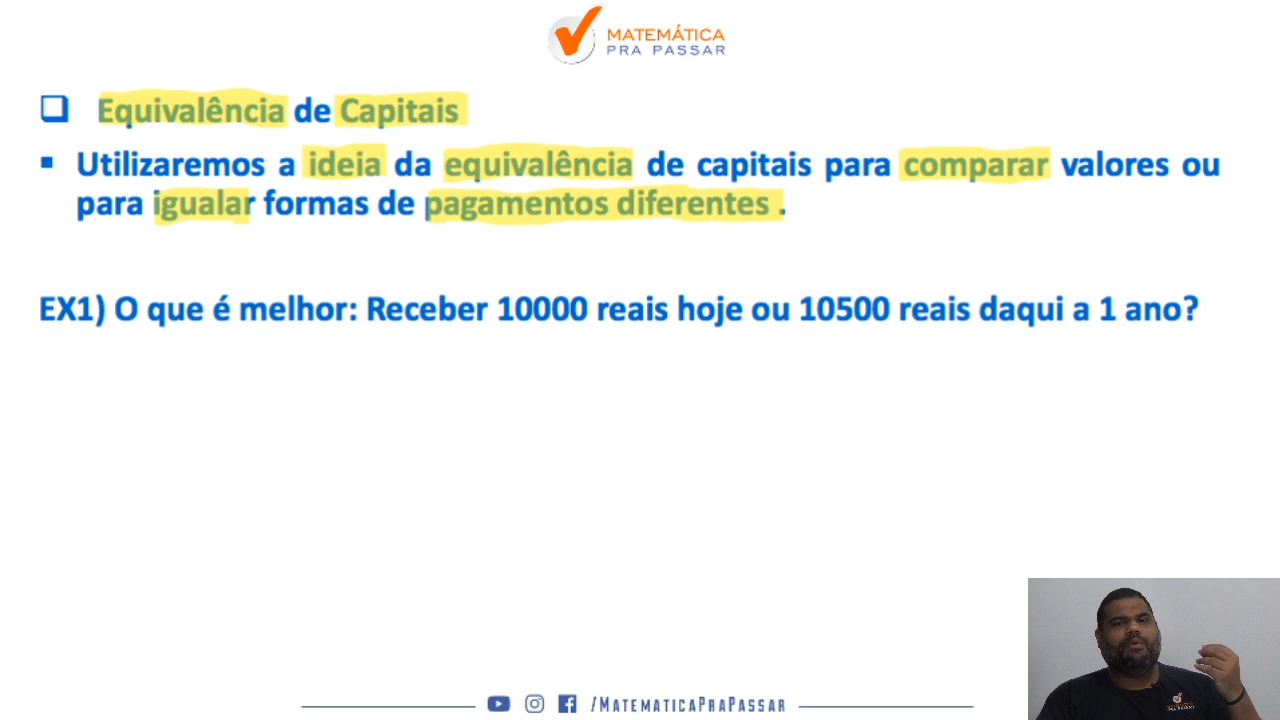 MATEMÁTICA
PRA PASSAR
Equivalência de Capitais
Utilizaremos a ideia da equivalência de capitais para comparar valores ou
para igualar formas de pagamentos diferentes .
EX1) O que é melhor: Receber 10000 reais hoje ou 10500 reais daqui a 1 ano?
/MATEMATICAPRAPASSAR